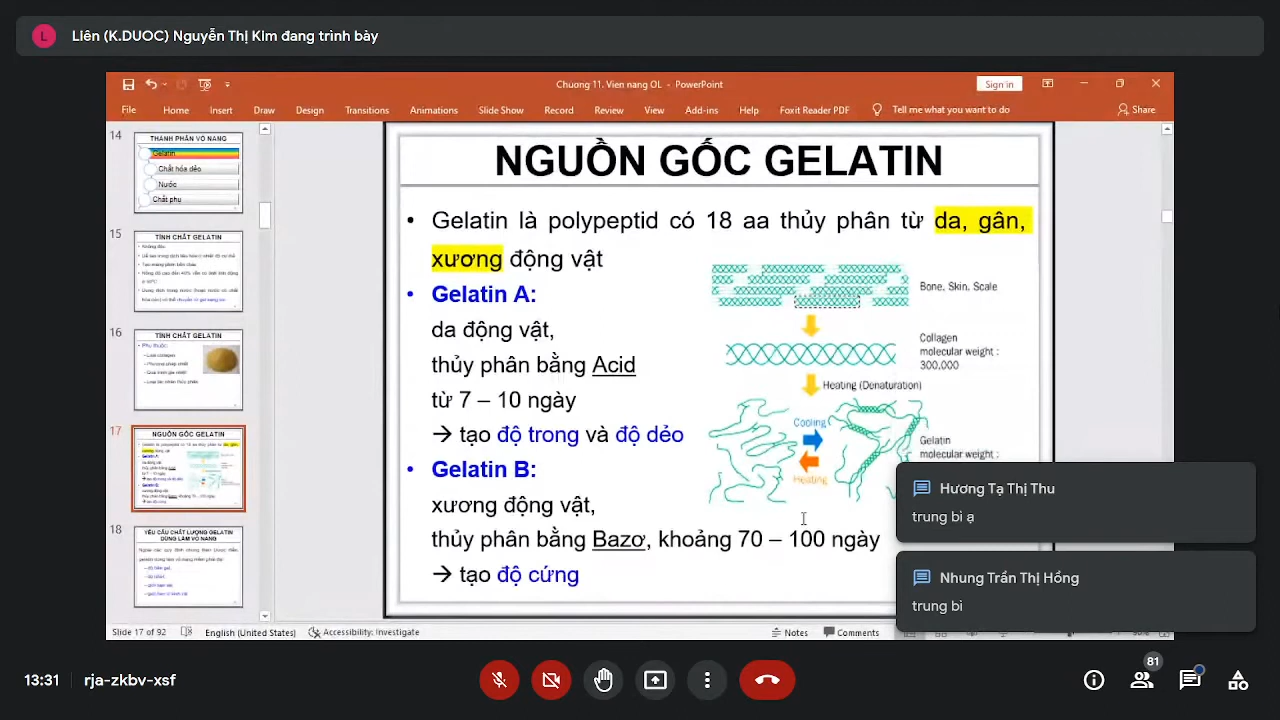 L
Liên (K.DUOC) Nguyễn Thị Kim đang trình bày
Chuong 11. Vien nang OL - PowerPoint
Sign in
File Home Insert Draw Design Transitions Animations Slide Show Record Review View Add-ins Help Foxit Reader PDF Tell me what you want to do Share
14
THÀNH PHẦN VỎ NANG
Gelatin
Chất hóa dẻo
Nước
Chất phụ
15
TÍNH CHẤT GELATIN
16
TÍNH CHẤT GELATIN
17
NGUỒN GỐC GELATIN
18
YÊU CẦU CHẤT LƯỢNG GELATIN
DÙNG LÀM VỎ NANG
NGUỒN GỐC GELATIN
• Gelatin là polypeptid có 18 aa thủy phân từ da, gân,
xương động vật
• Gelatin A:
da động vật,
thủy phân bằng Acid
từ 7 – 10 ngày
→ tạo độ trong và độ dẻo
• Gelatin B:
xương động vật,
thủy phân bằng Bazơ, khoảng 70 – 100 ngày
→ tạo độ cứng
Bone, Skin, Scale
Collagen
molecular weight :
300,000
Heating (Denaturation)
Cooling
Heating
Gelatin
molecular weight :
Hương Tạ Thị Thu
trung bi ạ
Nhung Trần Thị Hồng
trung bi
Slide 17 of 92 English (United States) Accessibility: Investigate Notes Comments
13:31 rja-zkbv-xsf
81